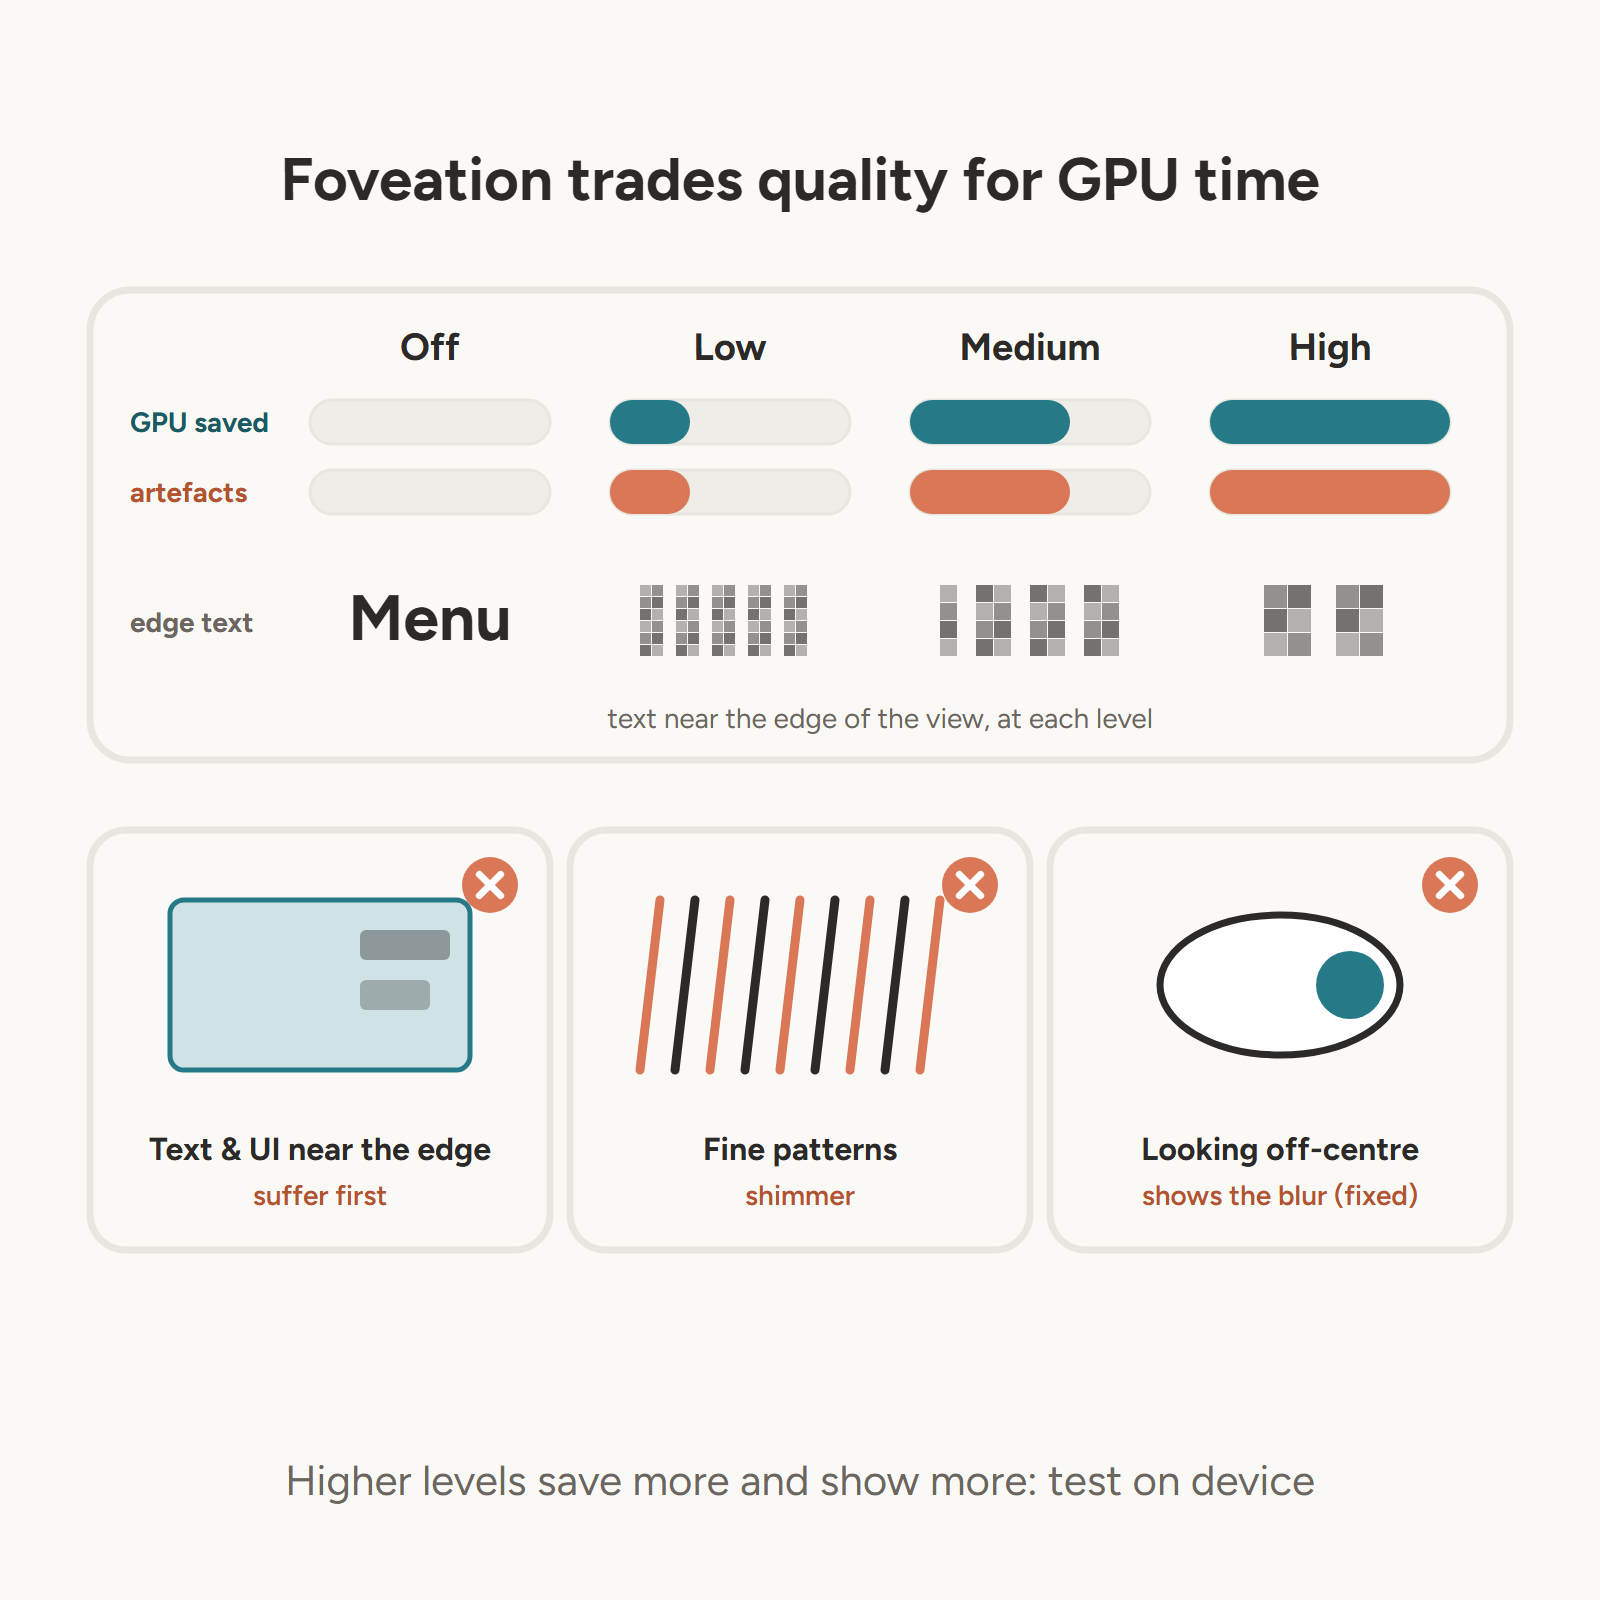 Foveation trades quality for GPU time
Off Low Medium High
GPU saved
artefacts
edge text Menu
text near the edge of the view, at each level
Text & UI near the edge
suffer first
Fine patterns
shimmer
Looking off-centre
shows the blur (fixed)
Higher levels save more and show more: test on device